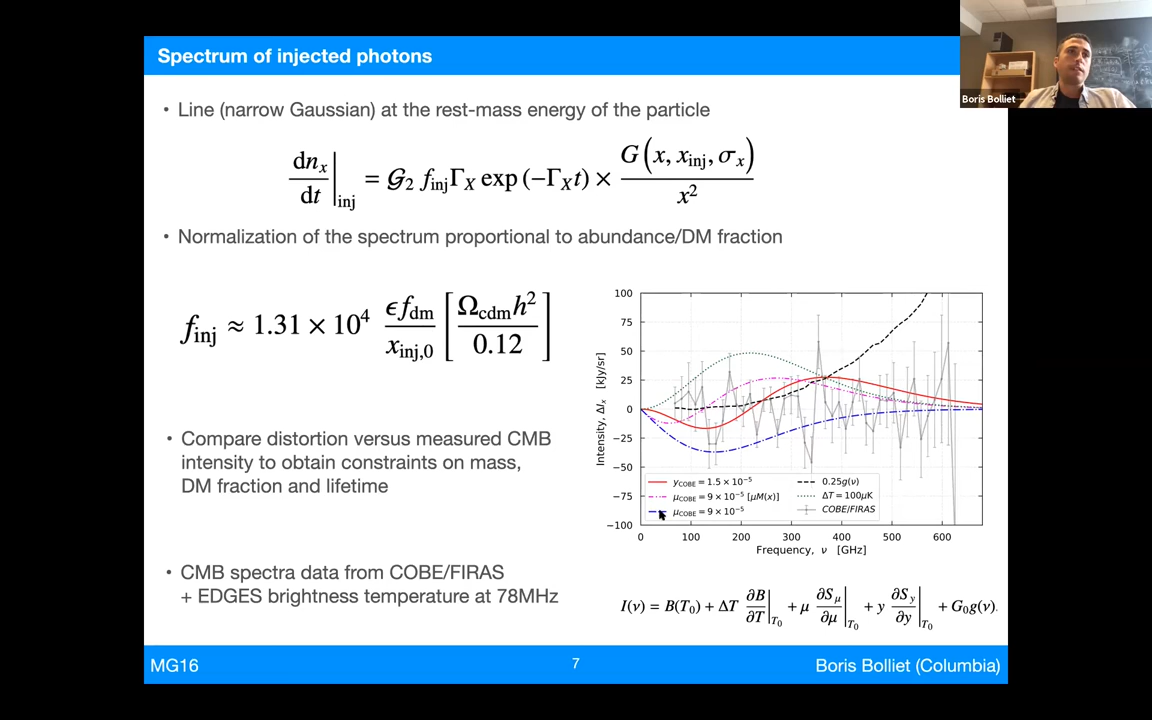 Spectrum of injected photons
Boris Bolliet
• Line (narrow Gaussian) at the rest-mass energy of the particle
dn_x/dt |_inj = 𝒢_2 f_inj Γ_X exp (−Γ_X t) × G(x, x_inj, σ_x)/x^2
• Normalization of the spectrum proportional to abundance/DM fraction
f_inj ≈ 1.31 × 10^4 ϵf_dm/x_inj,0 [Ω_cdm h^2/0.12]
• Compare distortion versus measured CMB
intensity to obtain constraints on mass,
DM fraction and lifetime
• CMB spectra data from COBE/FIRAS
+ EDGES brightness temperature at 78MHz
100
75
50
25
0
−25
−50
−75
−100
Intensity, ΔI_x [kJy/sr]
y_COBE = 1.5 × 10^−5
μ_COBE = 9 × 10^−5 [μM(x)]
μ_COBE = 9 × 10^−5
0.25g(ν)
ΔT = 100μK
COBE/FIRAS
0 100 200 300 400 500 600
Frequency, ν [GHz]
I(ν) = B(T_0) + ΔT ∂B/∂T |_T_0 + μ ∂S_μ/∂μ |_T_0 + y ∂S_y/∂y |_T_0 + G_0 g(ν).
MG16
7
Boris Bolliet (Columbia)